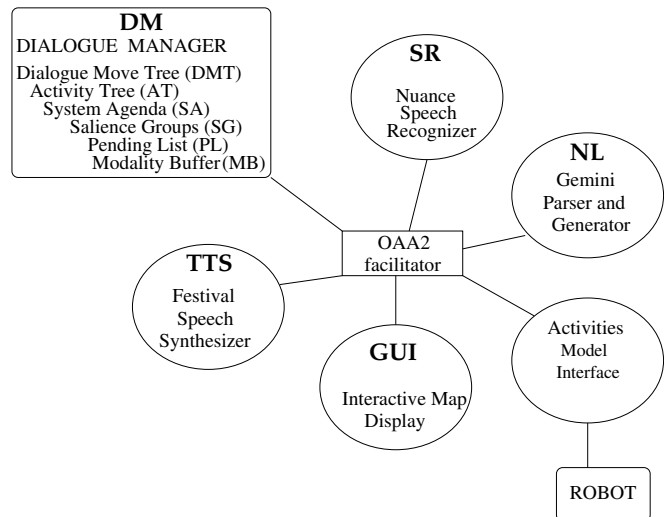 DM
DIALOGUE MANAGER
Dialogue Move Tree (DMT)
Activity Tree (AT)
System Agenda (SA)
Salience Groups (SG)
Pending List (PL)
Modality Buffer(MB)
SR
Nuance
Speech
Recognizer
NL
Gemini
Parser and
Generator
OAA2
facilitator
TTS
Festival
Speech
Synthesizer
GUI
Interactive Map
Display
Activities
Model
Interface
ROBOT